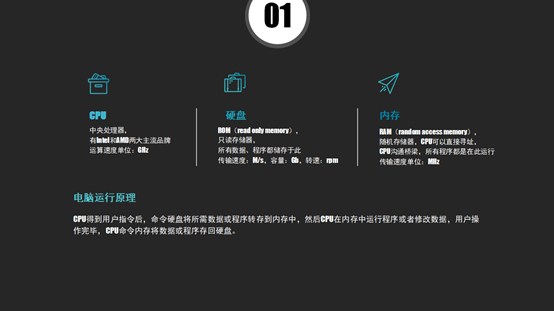 01
CPU
中央处理器，
有Intel 和AMD两大主流品牌
运算速度单位：GHz
硬盘
ROM（read only memory），
只读存储器，
所有数据、程序都储存于此
传输速度：M/s，容量：Gb，转速：rpm
内存
RAM（random access memory），
随机存储器，CPU可以直接寻址，
CPU沟通桥梁，所有程序都是在此运行
传输速度单位：MHz
电脑运行原理
CPU得到用户指令后，命令硬盘将所需数据或程序转存到内存中，然后CPU在内存中运行程序或者修改数据，用户操
作完毕，CPU命令内存将数据或程序存回硬盘。